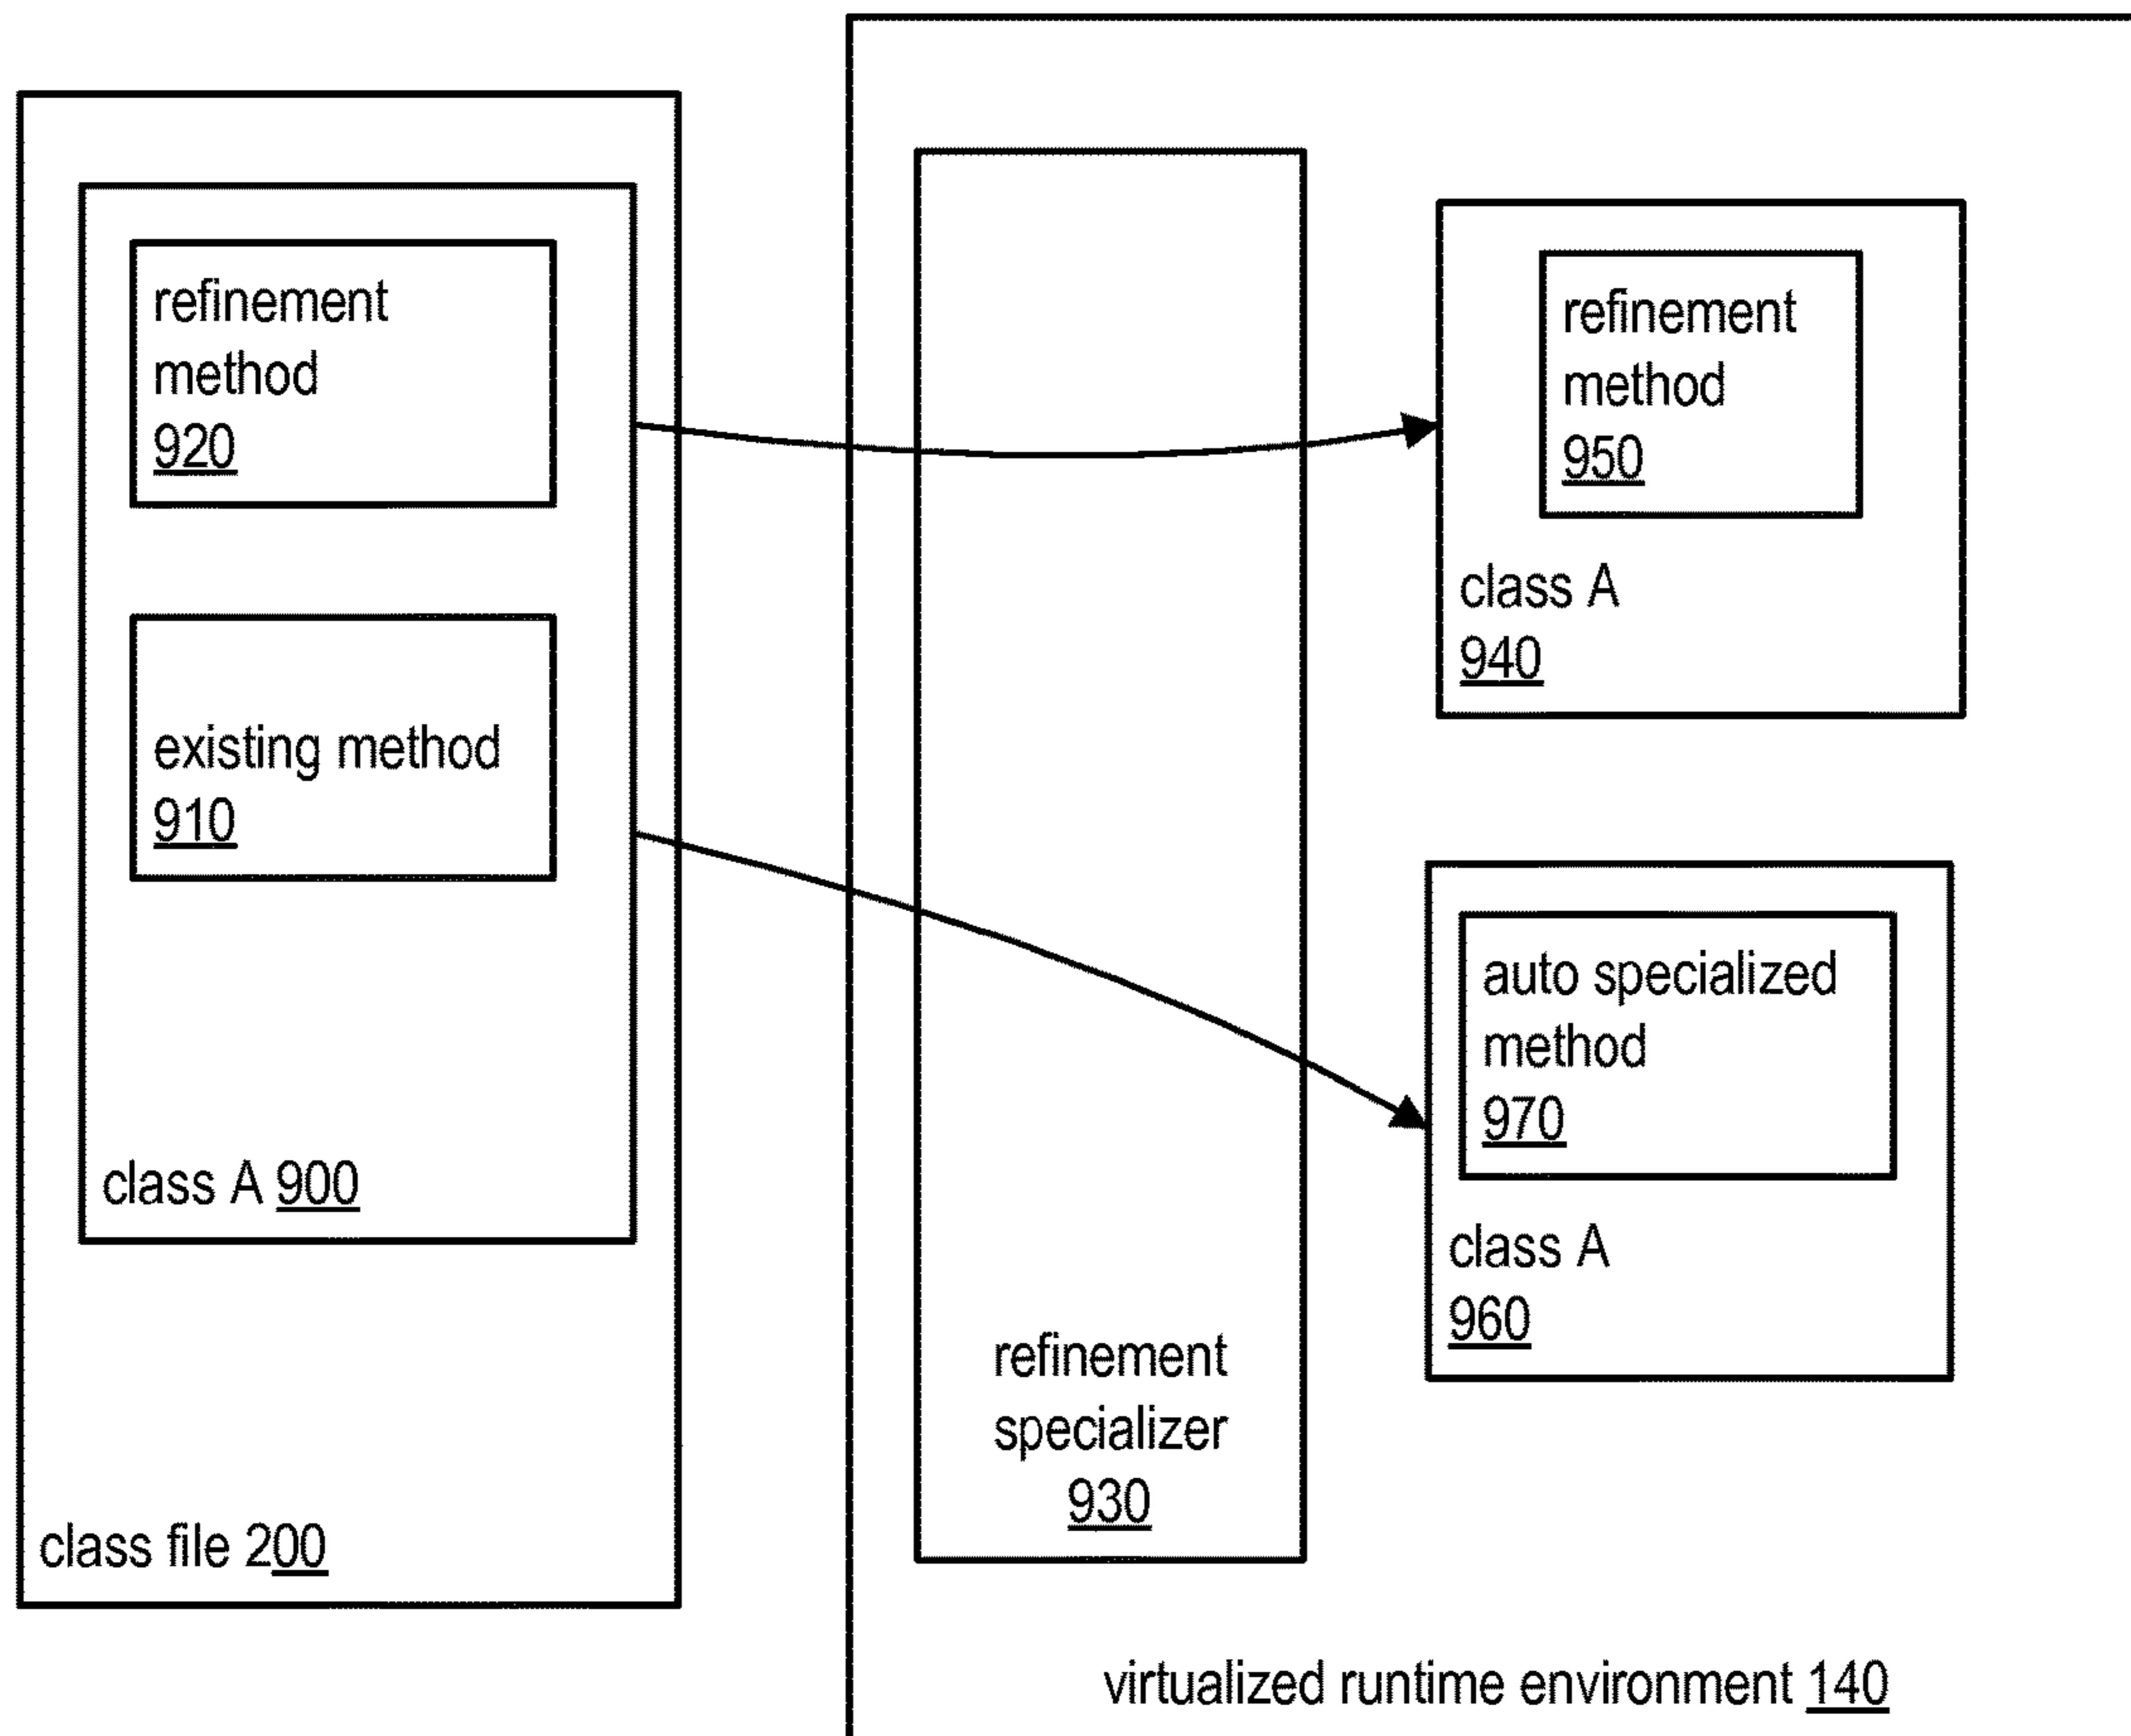 refinement
method
920
existing method
910
class A 900
class file 200
refinement
specializer
930
refinement
method
950
class A
940
auto specialized
method
970
class A
960
virtualized runtime environment 140